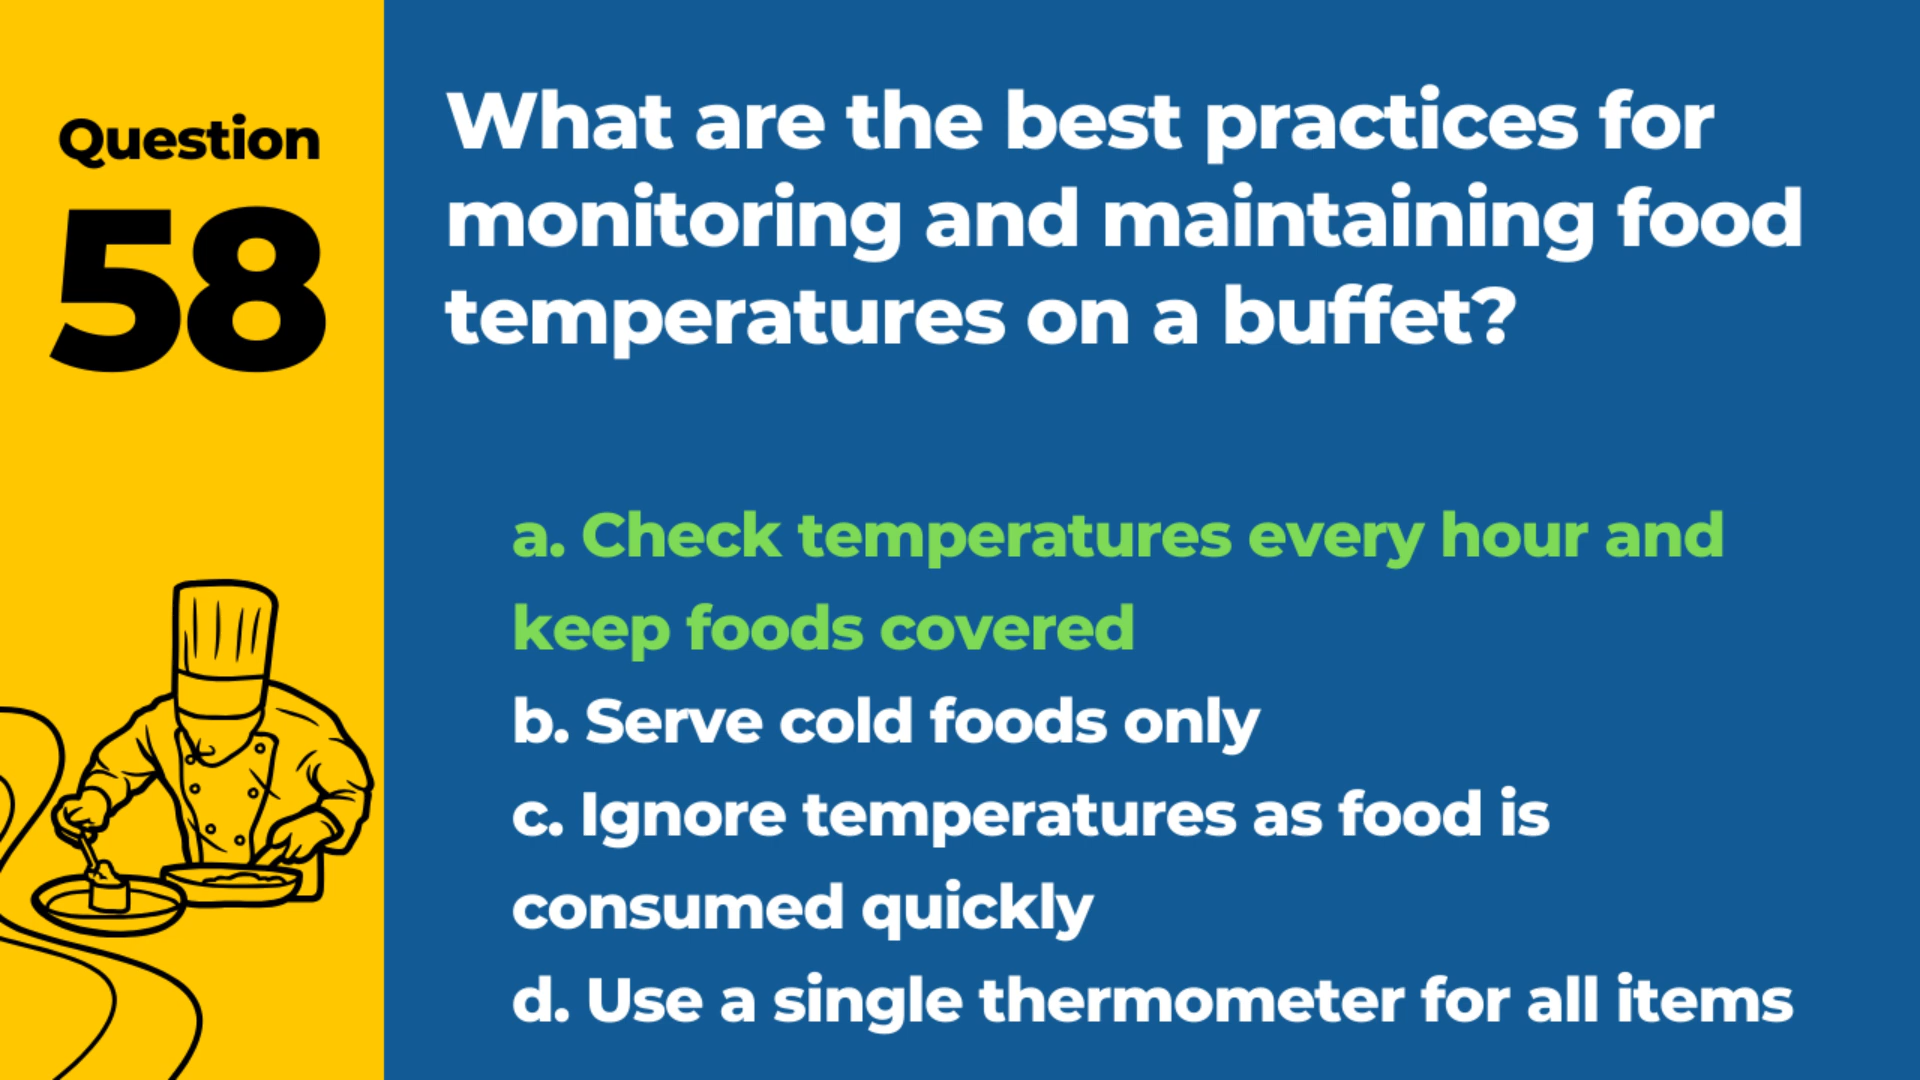 Question
58
What are the best practices for
monitoring and maintaining food
temperatures on a buffet?
a. Check temperatures every hour and
keep foods covered
b. Serve cold foods only
c. Ignore temperatures as food is
consumed quickly
d. Use a single thermometer for all items